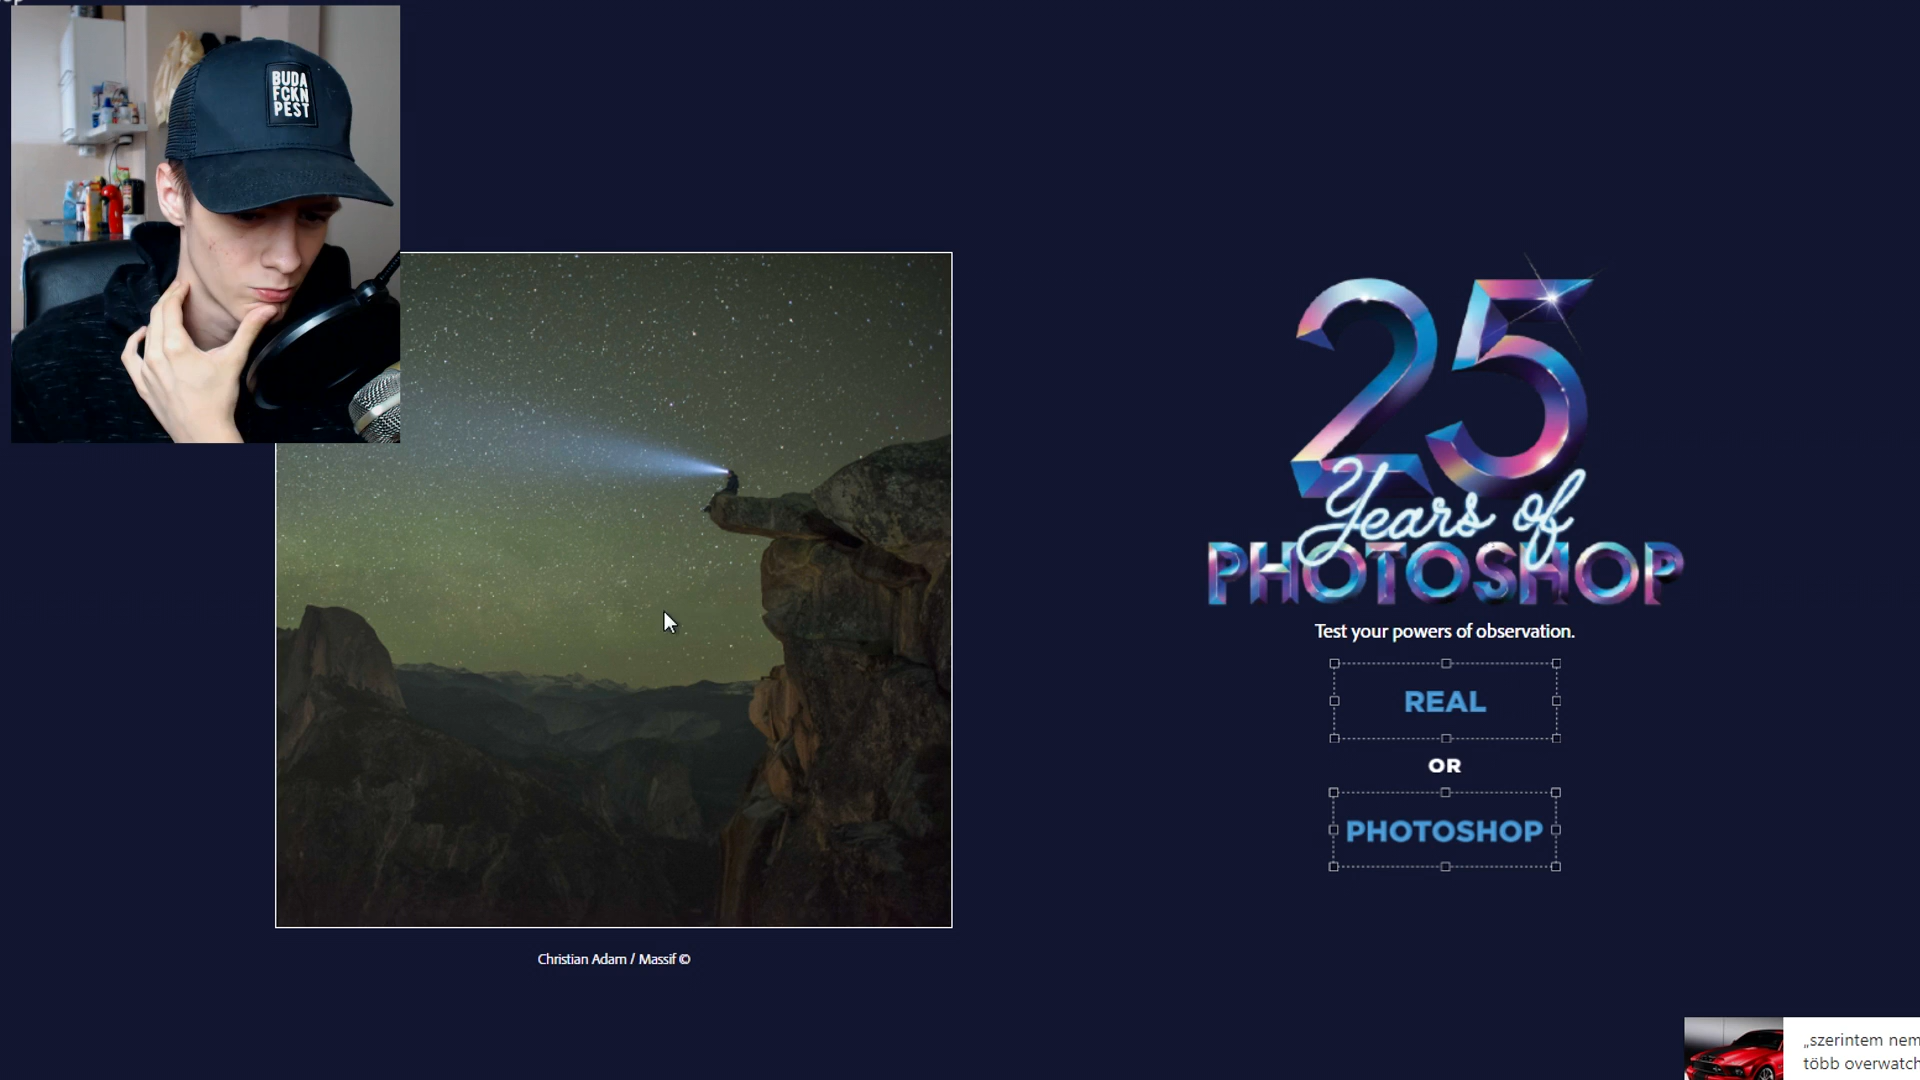 BUDA
FCKN
PEST
25
Years of
PHOTOSHOP
Test your powers of observation.
REAL
OR
PHOTOSHOP
Christian Adam / Massif ©
„szerintem nem
több overwatch